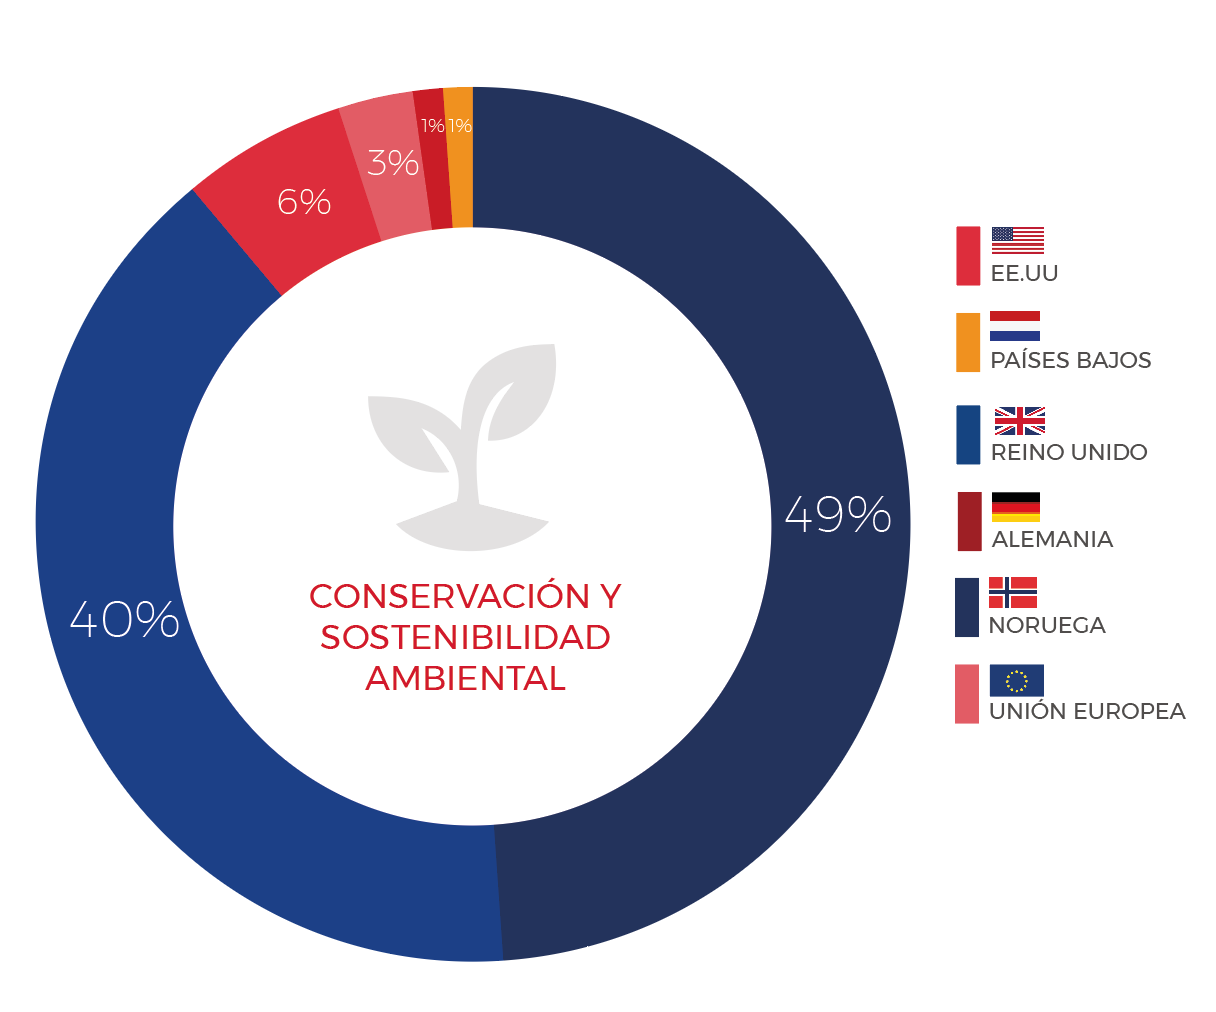 1%
1%
3%
6%
49%
40%
CONSERVACIÓN Y
SOSTENIBILIDAD
AMBIENTAL
EE.UU
PAÍSES BAJOS
REINO UNIDO
ALEMANIA
NORUEGA
UNIÓN EUROPEA